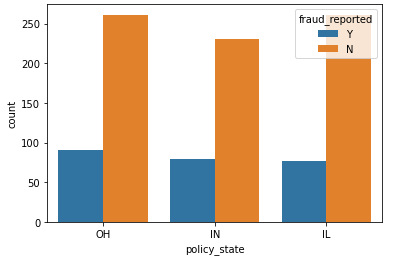 fraud_reported
Y
N
250
200
150
100
50
0
count
OH
IN
IL
policy_state